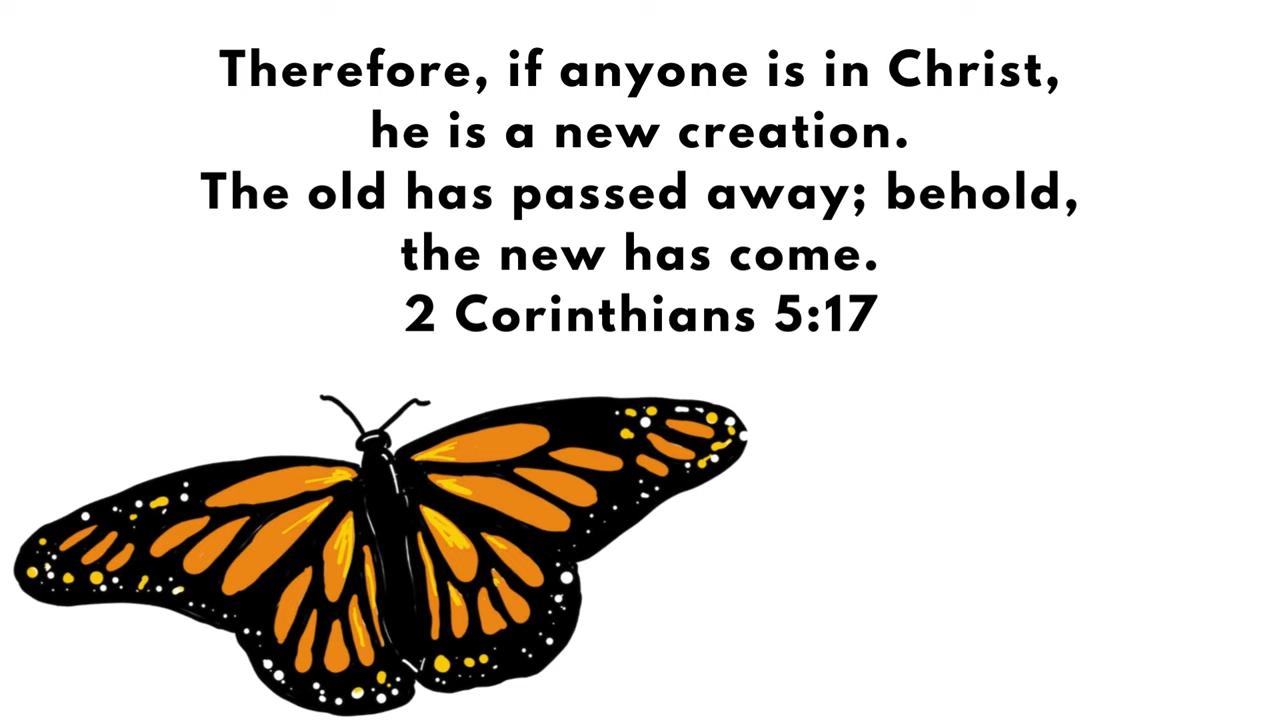 Therefore, if anyone is in Christ,
he is a new creation.
The old has passed away; behold,
the new has come.
2 Corinthians 5:17